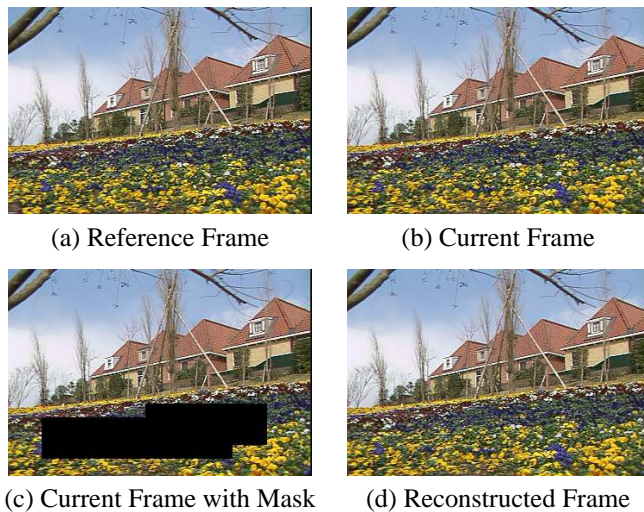 (a) Reference Frame
(b) Current Frame
(c) Current Frame with Mask
(d) Reconstructed Frame